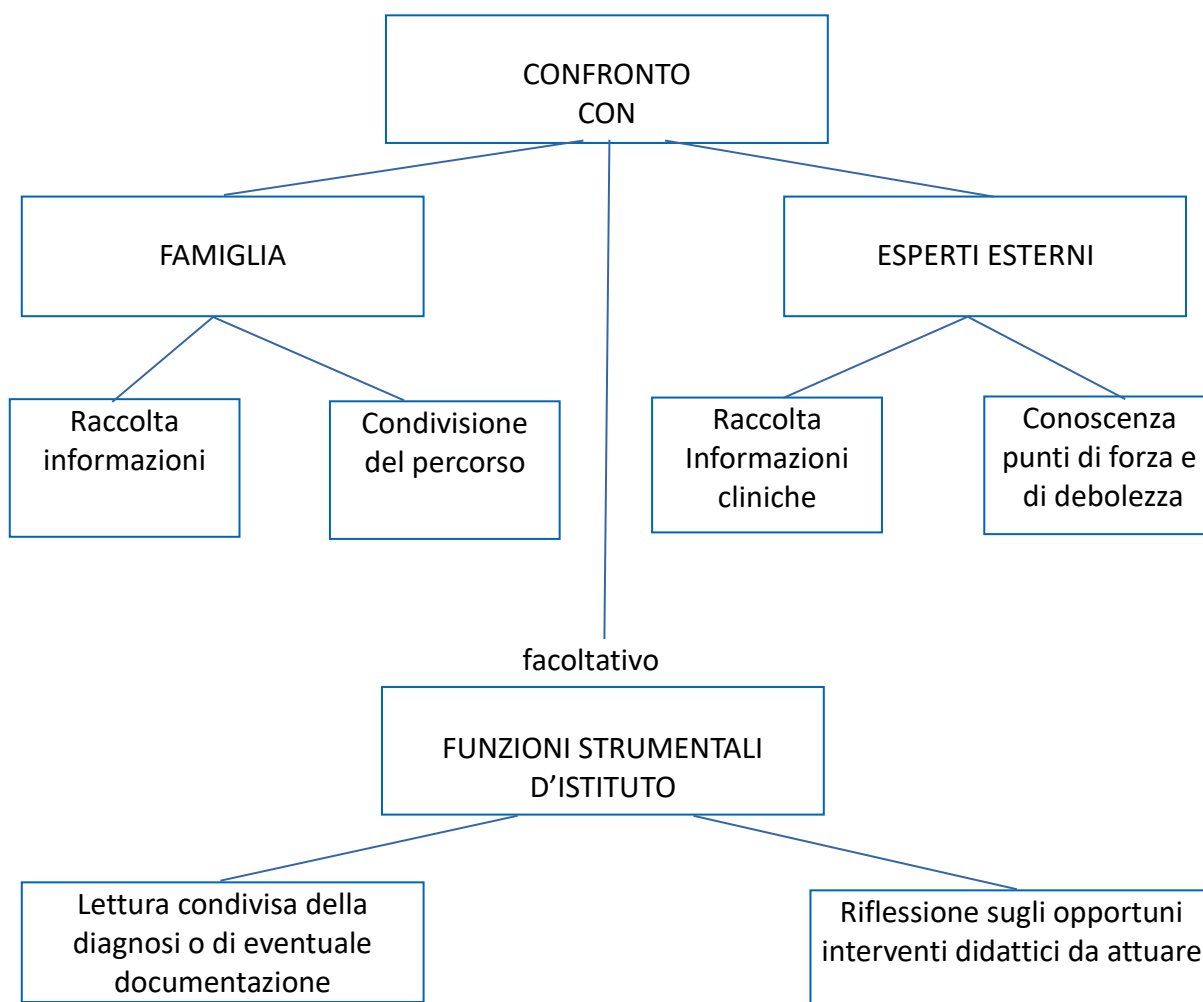 CONFRONTO
CON
FAMIGLIA
ESPERTI ESTERNI
Raccolta
informazioni
Condivisione
del percorso
Raccolta
Informazioni
cliniche
Conoscenza
punti di forza e
di debolezza
facoltativo
FUNZIONI STRUMENTALI
D’ISTITUTO
Lettura condivisa della
diagnosi o di eventuale
documentazione
Riflessione sugli opportuni
interventi didattici da attuare